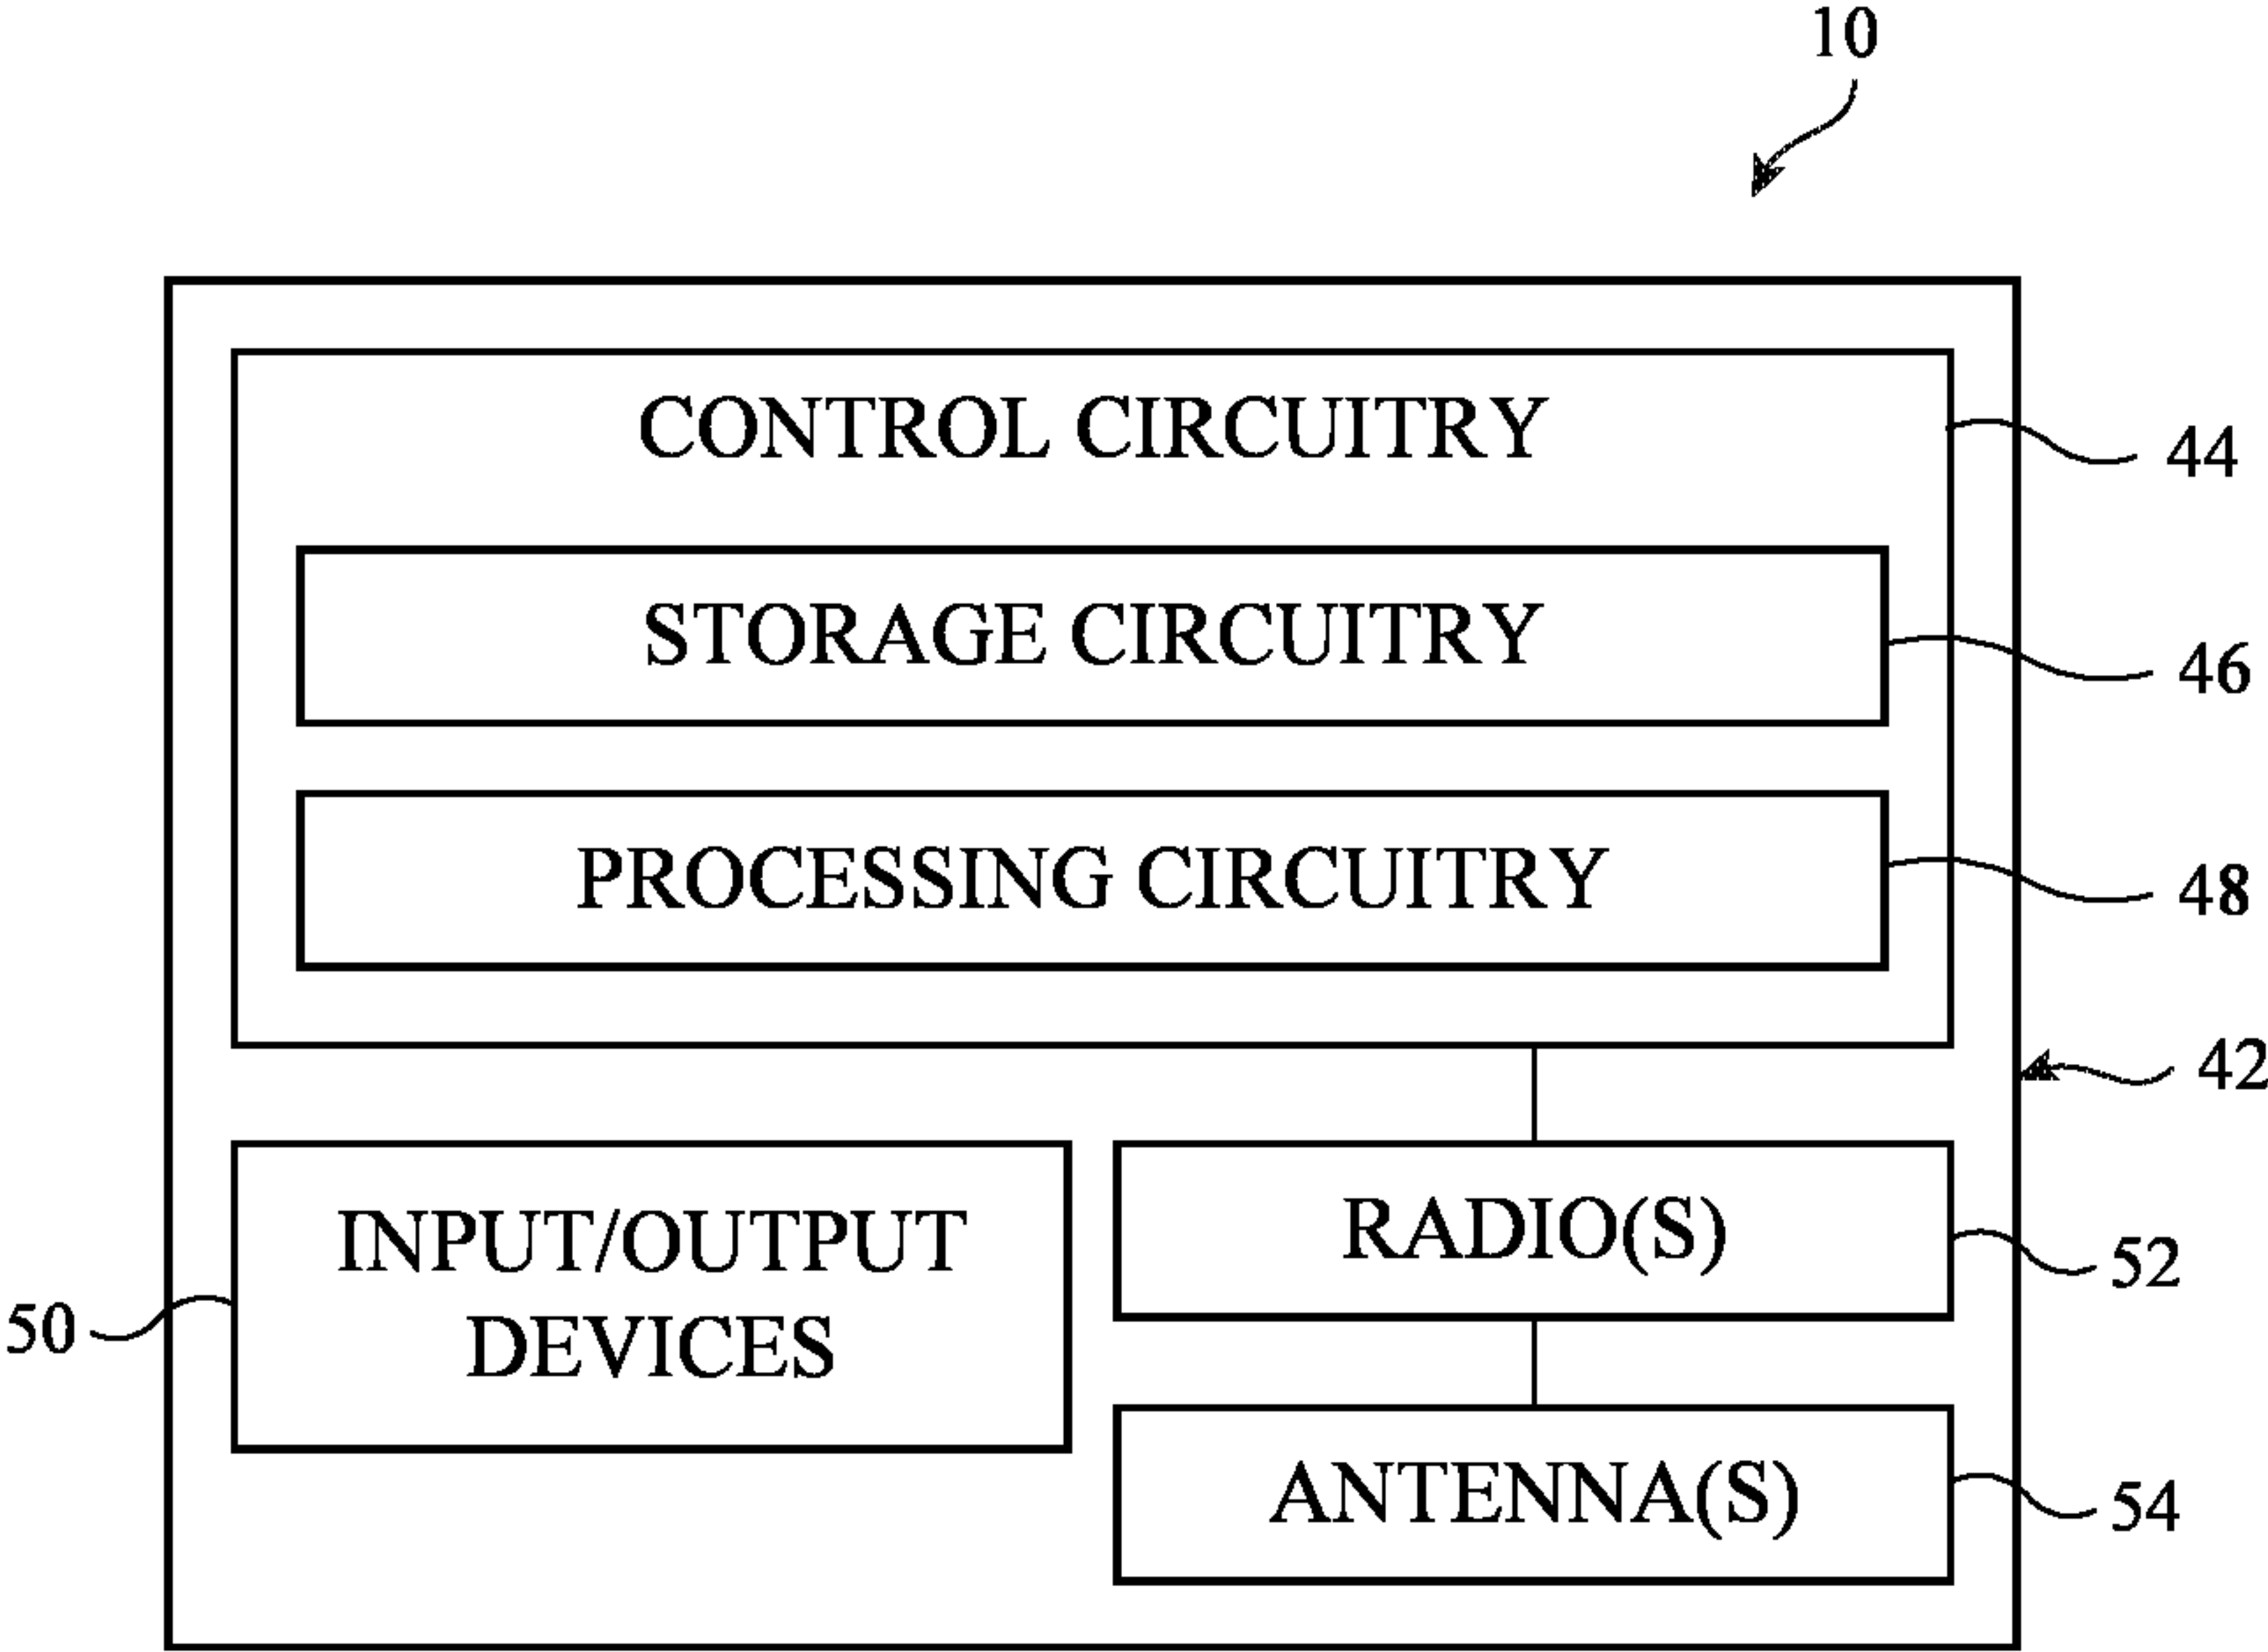 10
CONTROL CIRCUITRY
44
STORAGE CIRCUITRY
46
PROCESSING CIRCUITRY
48
42
INPUT/OUTPUT
DEVICES
50
RADIO(S)
52
ANTENNA(S)
54